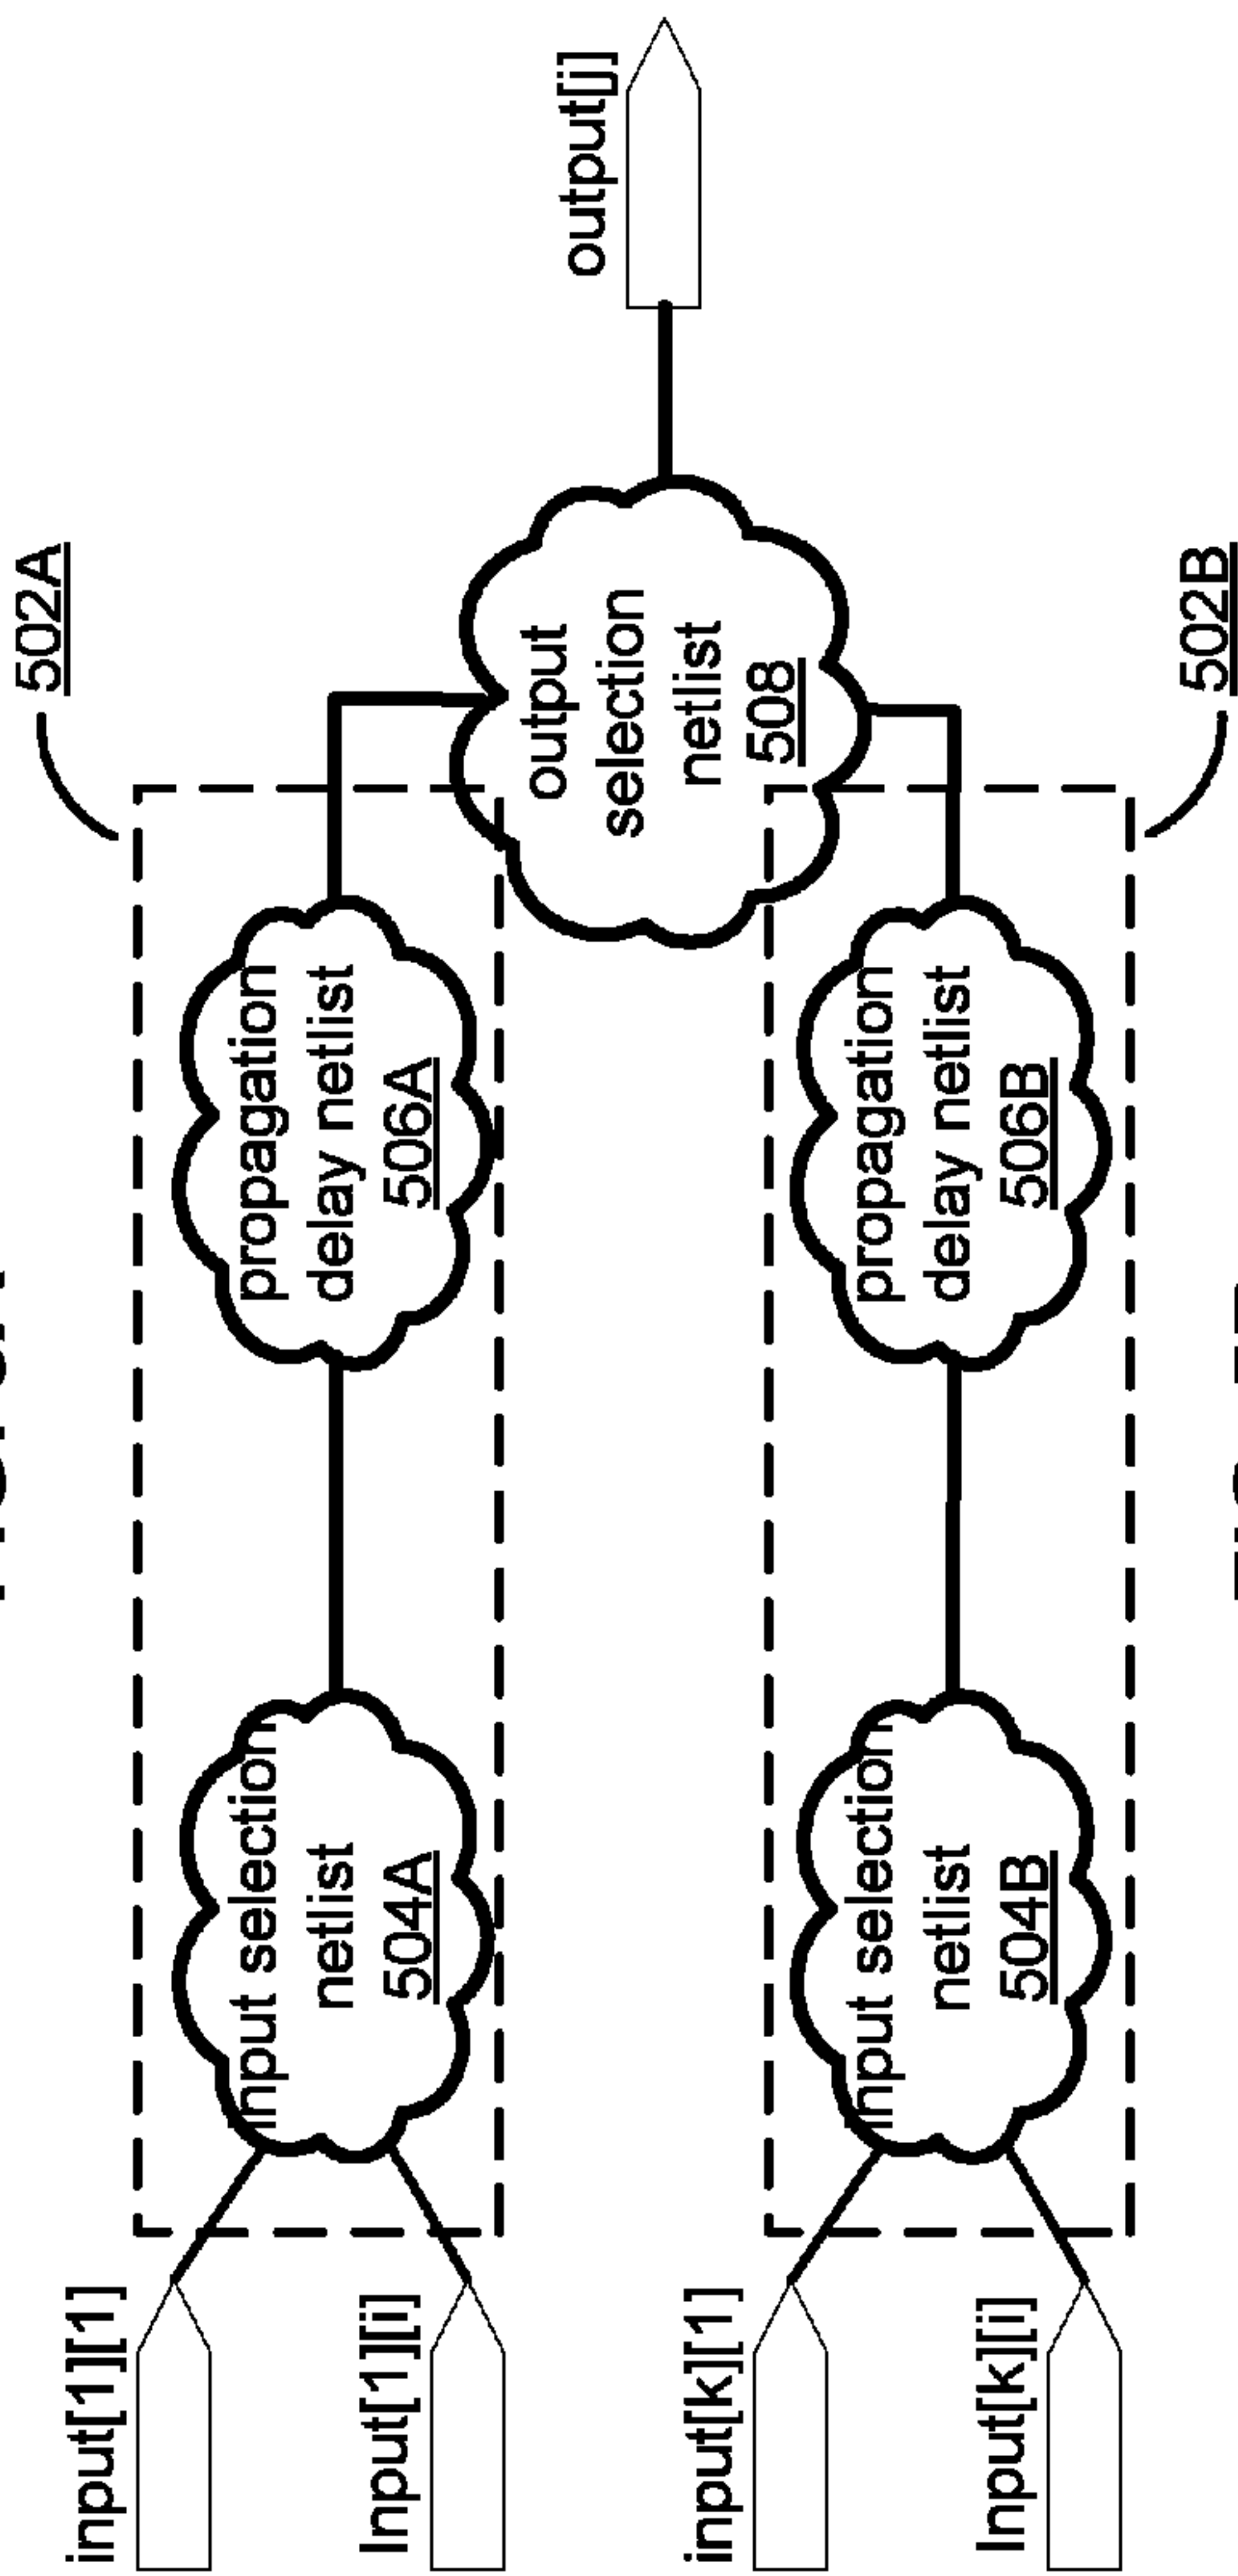 502A
input[1][1]
Input[1][i]
input selection
netlist
504A
propagation
delay netlist
506A
output
selection
netlist
508
output[j]
input[k][1]
Input[k][i]
input selection
netlist
504B
propagation
delay netlist
506B
502B